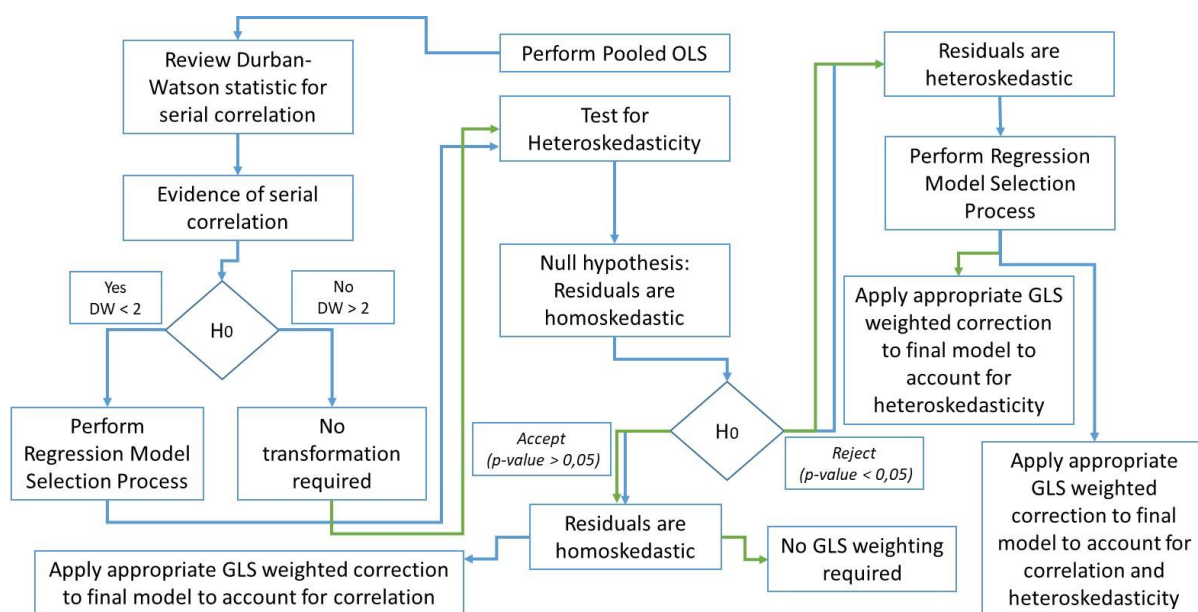 Perform Pooled OLS
Review Durban-
Watson statistic for
serial correlation
Evidence of serial
correlation
Yes
DW < 2
No
DW > 2
H0
Perform
Regression Model
Selection Process
No
transformation
required
Test for
Heteroskedasticity
Null hypothesis:
Residuals are
homoskedastic
H0
Accept
(p-value > 0,05)
Reject
(p-value < 0,05)
Residuals are
homoskedastic
Apply appropriate GLS weighted correction
to final model to account for correlation
No GLS weighting
required
Residuals are
heteroskedastic
Perform Regression
Model Selection
Process
Apply appropriate GLS
weighted correction
to final model to
account for
heteroskedasticity
Apply appropriate
GLS weighted
correction to final
model to account for
correlation and
heteroskedasticity